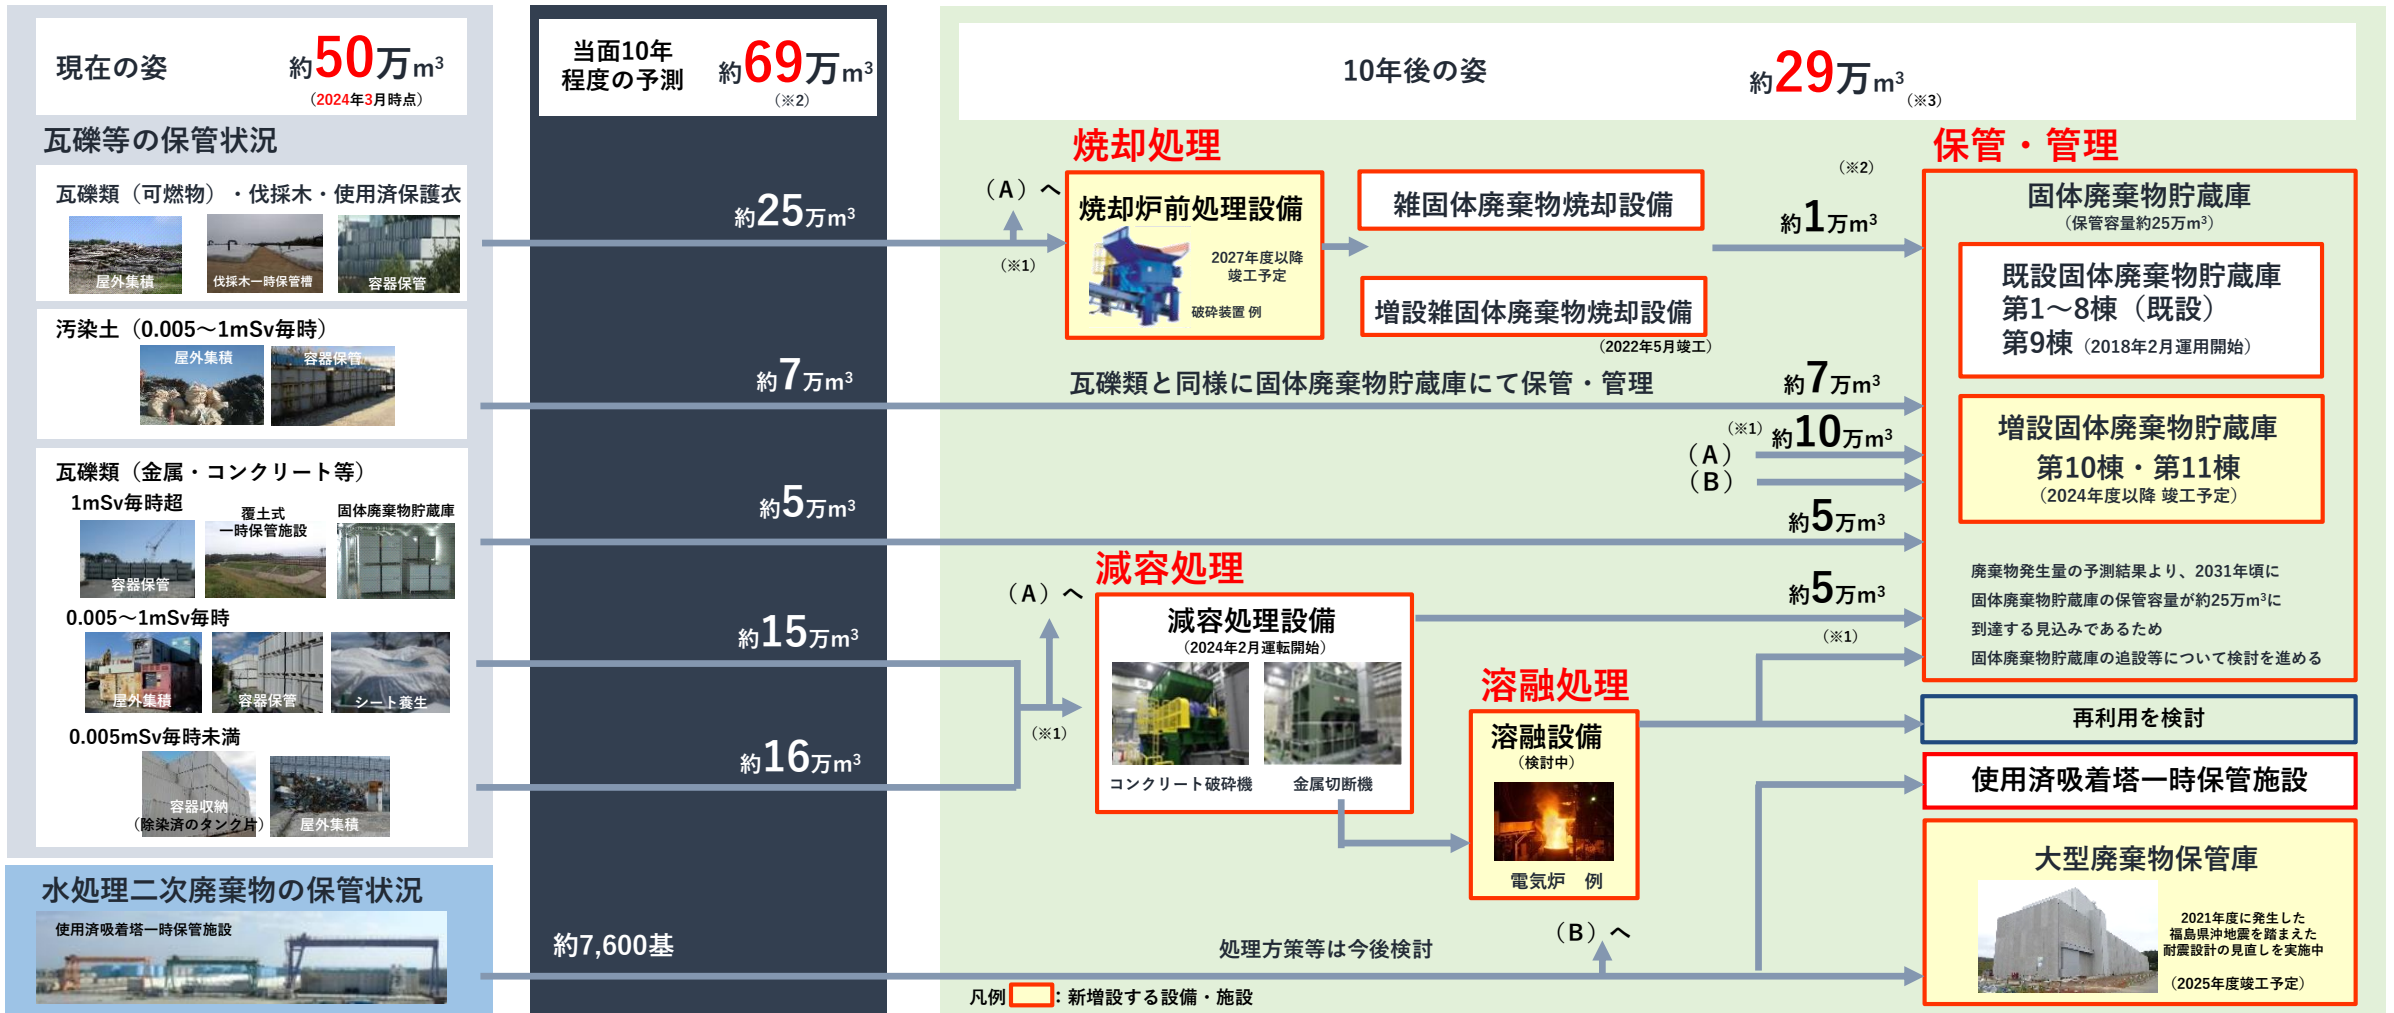 現在の姿
約50万m³
（2024年3月時点）
瓦礫等の保管状況
瓦礫類（可燃物）・伐採木・使用済保護衣
屋外集積
伐採木一時保管槽
容器保管
汚染土（0.005～1mSv毎時）
屋外集積
容器保管
瓦礫類（金属・コンクリート等）
1mSv毎時超
容器保管
覆土式
一時保管施設
固体廃棄物貯蔵庫
0.005～1mSv毎時
屋外集積
容器保管
シート養生
0.005mSv毎時未満
容器収納
（除染済のタンク片）
屋外集積
水処理二次廃棄物の保管状況
使用済吸着塔一時保管施設
当面10年
程度の予測
約69万m³
（※2）
約25万m³
約7万m³
約5万m³
約15万m³
約16万m³
約7,600基
10年後の姿
約29万m³
（※3）
焼却処理
（A）へ
（※1）
焼却炉前処理設備
2027年度以降
竣工予定
破砕装置 例
雑固体廃棄物焼却設備
増設雑固体廃棄物焼却設備
（2022年5月竣工）
（※2）
約1万m³
瓦礫類と同様に固体廃棄物貯蔵庫にて保管・管理
約7万m³
（※1）
約10万m³
（A）
（B）
約5万m³
減容処理
（A）へ
（※1）
減容処理設備
（2024年2月運転開始）
コンクリート破砕機
金属切断機
約5万m³
（※1）
溶融処理
溶融設備
（検討中）
電気炉 例
処理方策等は今後検討
（B）へ
凡例
：新増設する設備・施設
保管・管理
固体廃棄物貯蔵庫
（保管容量約25万m³）
既設固体廃棄物貯蔵庫
第1～8棟（既設）
第9棟（2018年2月運用開始）
増設固体廃棄物貯蔵庫
第10棟・第11棟
（2024年度以降 竣工予定）
廃棄物発生量の予測結果より、2031年頃に
固体廃棄物貯蔵庫の保管容量が約25万m³に
到達する見込みであるため
固体廃棄物貯蔵庫の追設等について検討を進める
再利用を検討
使用済吸着塔一時保管施設
大型廃棄物保管庫
2021年度に発生した
福島県沖地震を踏まえた
耐震設計の見直しを実施中
（2025年度竣工予定）